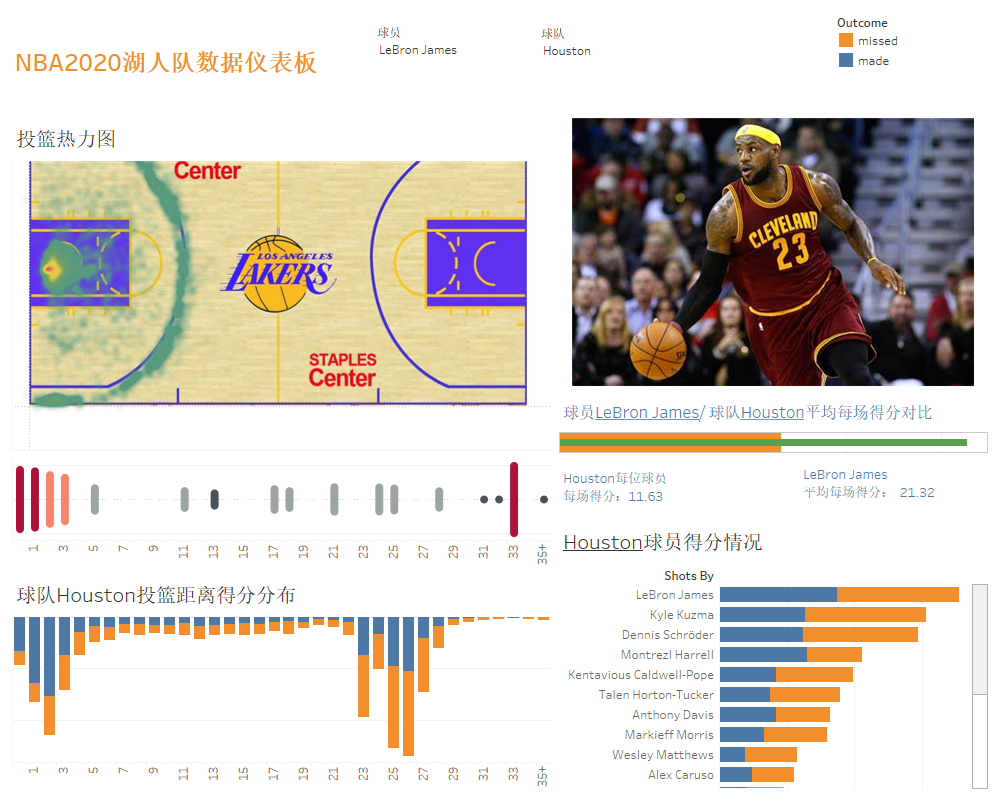 NBA2020湖人队数据仪表板
球员
LeBron James
球队
Houston
Outcome
missed
made
投篮热力图
Center
LOS ANGELES
LAKERS
STAPLES
Center
CLEVELAND
23
球员LeBron James/ 球队Houston平均每场得分对比
Houston每位球员
每场得分：11.63
LeBron James
平均每场得分： 21.32
1 3 5 7 9 11 13 15 17 19 21 23 25 27 29 31 33 35+
球队Houston投篮距离得分分布
1 3 5 7 9 11 13 15 17 19 21 23 25 27 29 31 33 35+
Houston球员得分情况
Shots By
LeBron James
Kyle Kuzma
Dennis Schröder
Montrezl Harrell
Kentavious Caldwell-Pope
Talen Horton-Tucker
Anthony Davis
Markieff Morris
Wesley Matthews
Alex Caruso